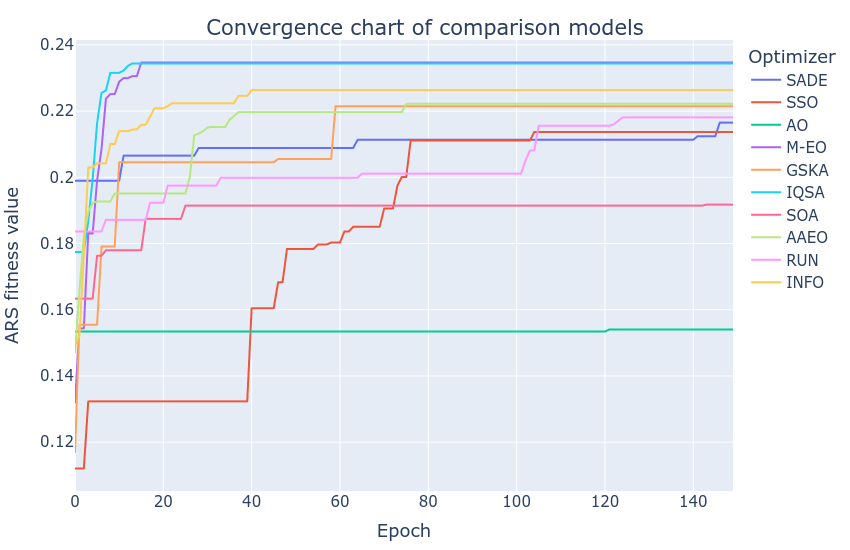 Convergence chart of comparison models
ARS fitness value
0.24
0.22
0.2
0.18
0.16
0.14
0.12
0
20
40
60
80
100
120
140
Epoch
Optimizer
SADE
SSO
AO
M-EO
GSKA
IQSA
SOA
AAEO
RUN
INFO